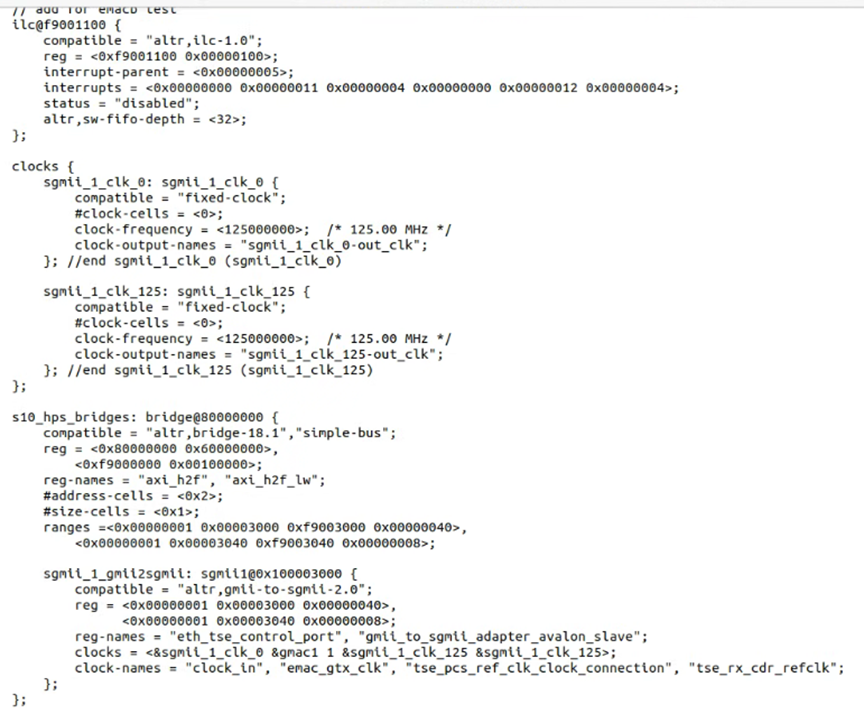 // add for emacb test
ilc@f9001100 {
compatible = "altr,ilc-1.0";
reg = <0xf9001100 0x00000100>;
interrupt-parent = <0x00000005>;
interrupts = <0x00000000 0x00000011 0x00000004 0x00000000 0x00000012 0x00000004>;
status = "disabled";
altr,sw-fifo-depth = <32>;
};
clocks {
sgmii_1_clk_0: sgmii_1_clk_0 {
compatible = "fixed-clock";
#clock-cells = <0>;
clock-frequency = <125000000>; /* 125.00 MHz */
clock-output-names = "sgmii_1_clk_0-out_clk";
}; //end sgmii_1_clk_0 (sgmii_1_clk_0)
sgmii_1_clk_125: sgmii_1_clk_125 {
compatible = "fixed-clock";
#clock-cells = <0>;
clock-frequency = <125000000>; /* 125.00 MHz */
clock-output-names = "sgmii_1_clk_125-out_clk";
}; //end sgmii_1_clk_125 (sgmii_1_clk_125)
};
s10_hps_bridges: bridge@80000000 {
compatible = "altr,bridge-18.1","simple-bus";
reg = <0x80000000 0x60000000>,
<0xf9000000 0x00100000>;
reg-names = "axi_h2f", "axi_h2f_lw";
#address-cells = <0x2>;
#size-cells = <0x1>;
ranges =<0x00000001 0x00003000 0xf9003000 0x00000040>,
<0x00000001 0x00003040 0xf9003040 0x00000008>;
sgmii_1_gmii2sgmii: sgmii1@0x100003000 {
compatible = "altr,gmii-to-sgmii-2.0";
reg = <0x00000001 0x00003000 0x00000040>,
<0x00000001 0x00003040 0x00000008>;
reg-names = "eth_tse_control_port", "gmii_to_sgmii_adapter_avalon_slave";
clocks = <&sgmii_1_clk_0 &gmac1 1 &sgmii_1_clk_125 &sgmii_1_clk_125>;
clock-names = "clock_in", "emac_gtx_clk", "tse_pcs_ref_clk_clock_connection", "tse_rx_cdr_refclk";
};
};